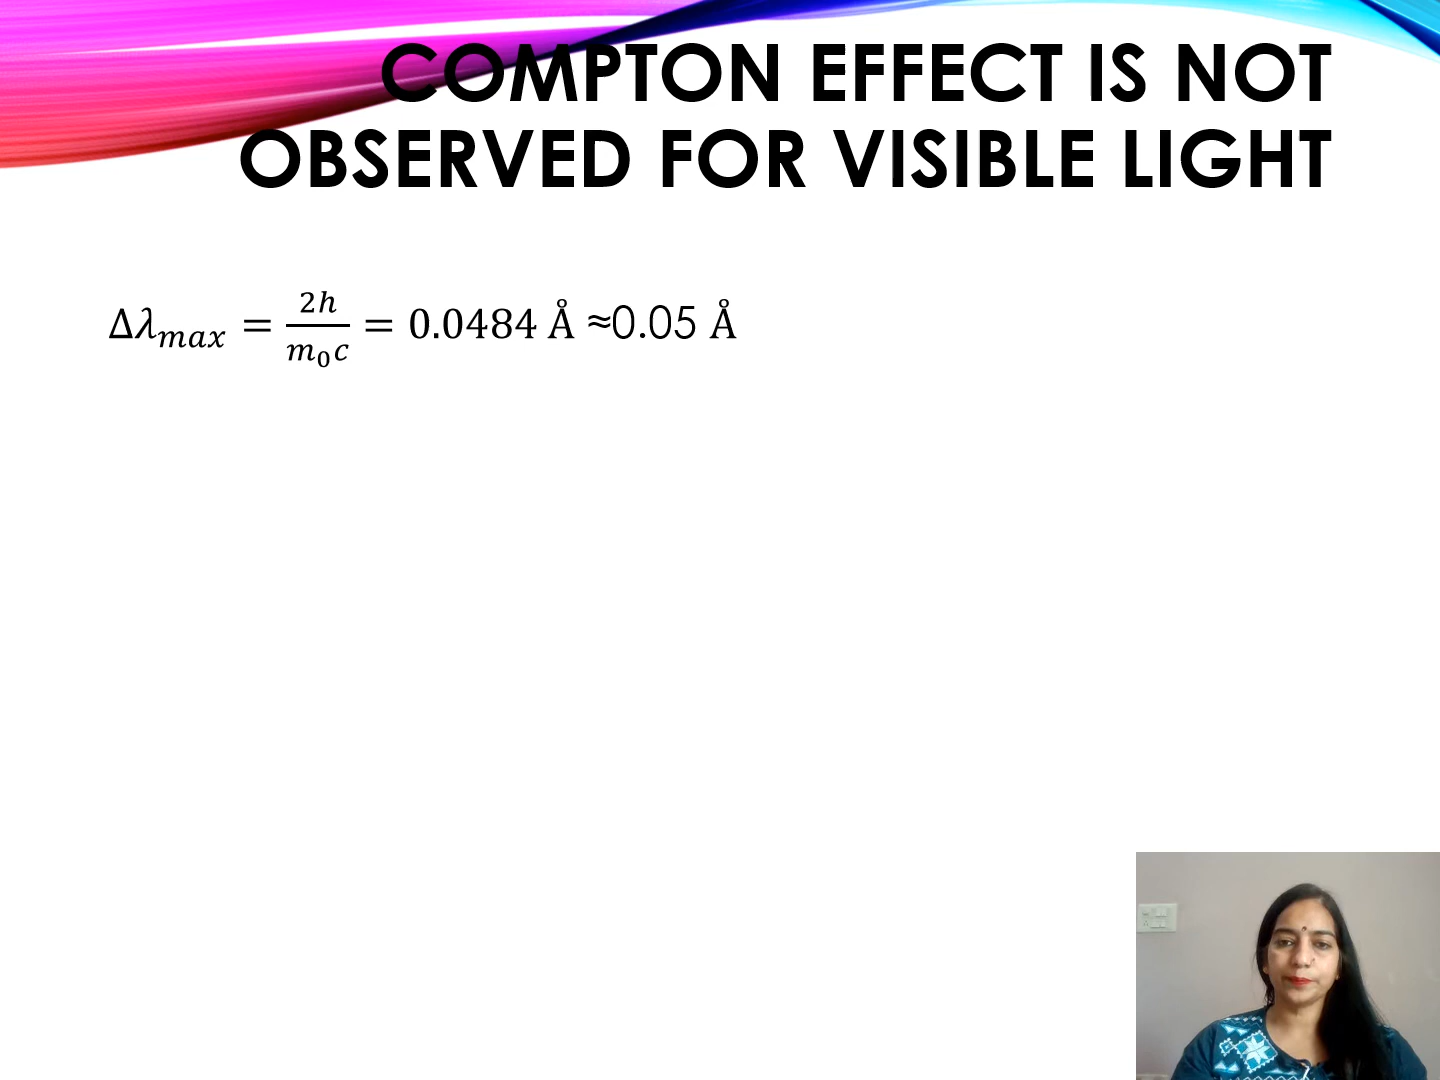 COMPTON EFFECT IS NOT
OBSERVED FOR VISIBLE LIGHT
Δλ_max = 2h/m₀c = 0.0484 Å ≈0.05 Å